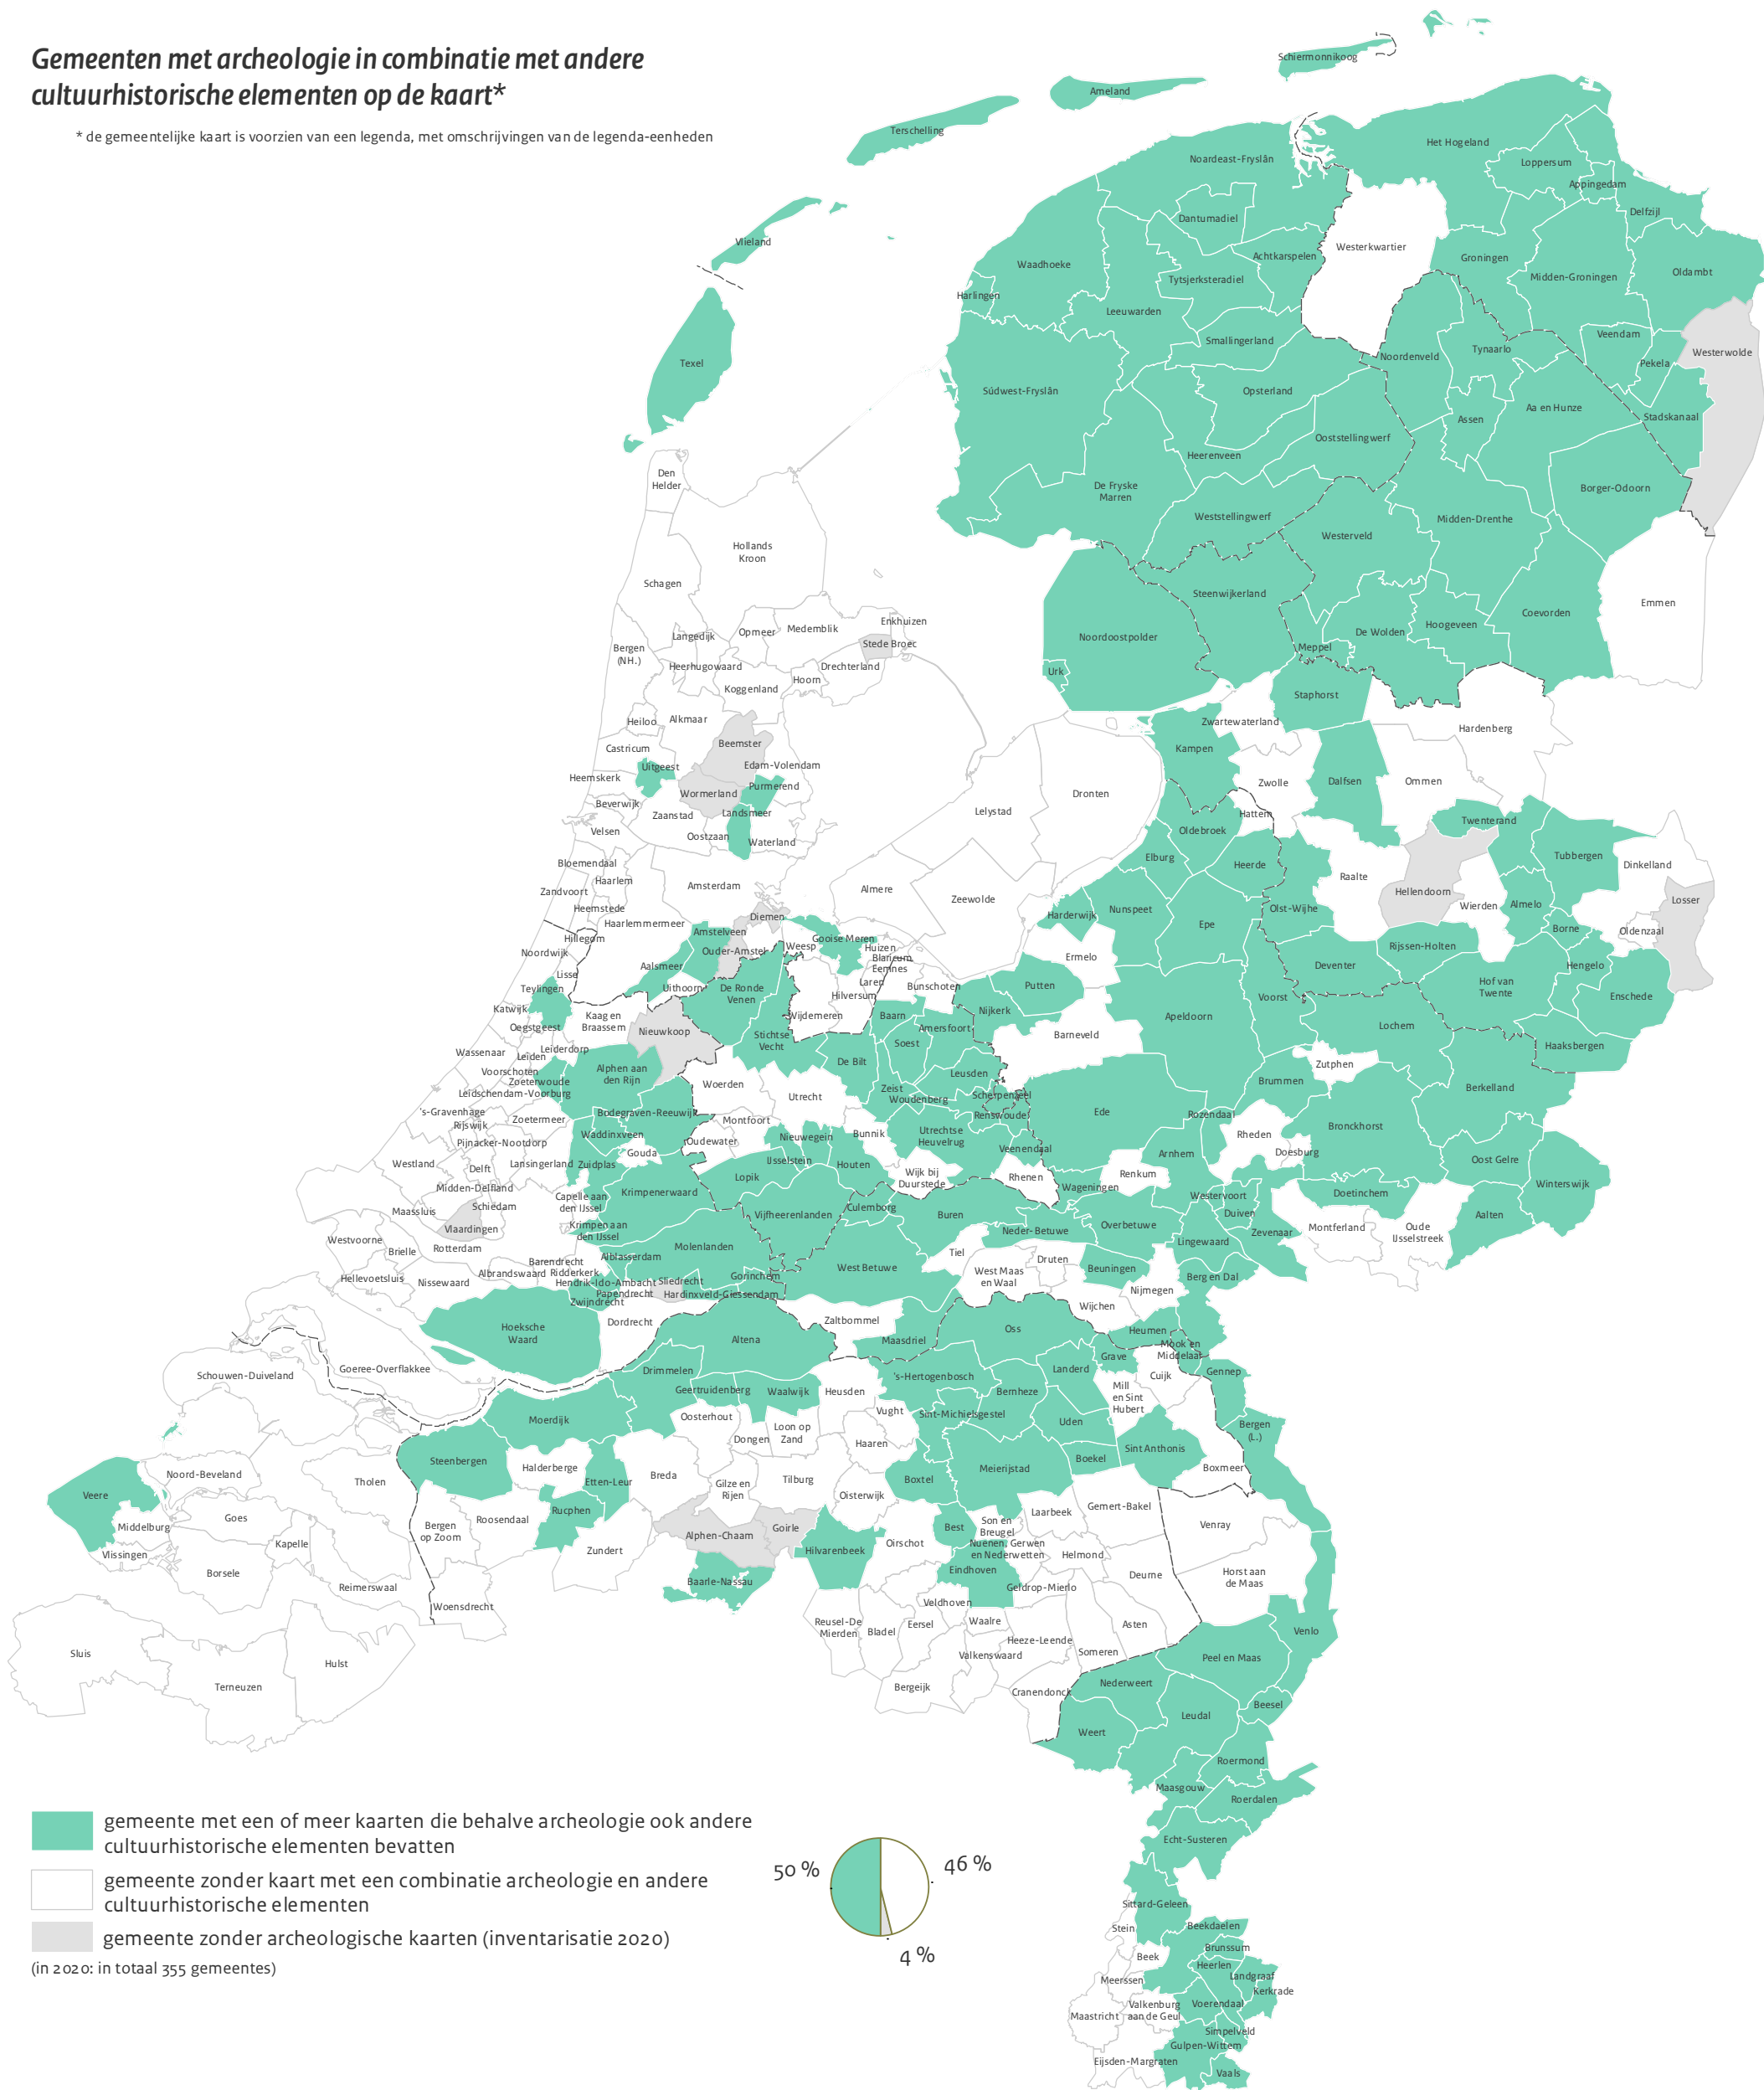 Gemeenten met archeologie in combinatie met andere
cultuurhistorische elementen op de kaart*
* de gemeentelijke kaart is voorzien van een legenda, met omschrijvingen van de legenda-eenheden
Schiermonnikoog
Ameland
Terschelling
Vlieland
Texel
Noardeast-Fryslân
Dantumadiel
Achtkarspelen
Waadhoeke
Harlingen
Tytsjerksteradiel
Leeuwarden
Smallingerland
Súdwest-Fryslân
Opsterland
Ooststellingwerf
Heerenveen
De Fryske
Marren
Weststellingwerf
Het Hogeland
Loppersum
Appingedam
Delfzijl
Westerkwartier
Groningen
Midden-Groningen
Oldambt
Veendam
Pekela
Westerwolde
Stadskanaal
Noordenveld
Tynaarlo
Assen
Aa en Hunze
Borger-Odoorn
Midden-Drenthe
Westerveld
Coevorden
Emmen
Hoogeveen
De Wolden
Meppel
Steenwijkerland
Noordoostpolder
Urk
Staphorst
Zwartewaterland
Hardenberg
Kampen
Zwolle
Dalfsen
Ommen
Dronten
Lelystad
Zeewolde
Almere
Hattem
Oldebroek
Elburg
Heerde
Twenterand
Tubbergen
Dinkelland
Raalte
Hellendoorn
Wierden
Almelo
Losser
Oldenzaal
Borne
Olst-Wijhe
Rijssen-Holten
Hengelo
Deventer
Hof van
Twente
Enschede
Haaksbergen
Nunspeet
Harderwijk
Epe
Ermelo
Putten
Nijkerk
Voorst
Apeldoorn
Barneveld
Lochem
Zutphen
Brummen
Berkelland
Ede
Rozendaal
Rheden
Bronckhorst
Doesburg
Oost Gelre
Winterswijk
Arnhem
Renkum
Wageningen
Doetinchem
Westervoort
Duiven
Zevenaar
Montferland
Oude
IJsselstreek
Aalten
Overbetuwe
Lingewaard
Neder-Betuwe
Buren
Culemborg
Tiel
West Betuwe
West Maas
en Waal
Druten
Beuningen
Berg en Dal
Nijmegen
Wijchen
Heumen
Zaltbommel
Maasdriel
Den
Helder
Hollands
Kroon
Schagen
Opmeer
Medemblik
Enkhuizen
Stede Broec
Langedijk
Bergen
(NH.)
Heerhugowaard
Drechterland
Hoorn
Koggenland
Heiloo
Alkmaar
Castricum
Beemster
Edam-Volendam
Uitgeest
Heemskerk
Purmerend
Wormerland
Beverwijk
Zaanstad
Landsmeer
Velsen
Oostzaan
Waterland
Bloemendaal
Haarlem
Zandvoort
Amsterdam
Heemstede
Haarlemmermeer
Diemen
Amstelveen
Ouder-Amstel
Gooise Meren
Weesp
Huizen
Blaricum
Eemnes
Laren
Hilversum
Wijdemeren
Aalsmeer
Uithoorn
De Ronde
Venen
Bunschoten
Baarn
Amersfoort
Soest
Stichtse
Vecht
De Bilt
Leusden
Zeist
Woudenberg
Scherpenzeel
Renswoude
Utrechtse
Heuvelrug
Veenendaal
Rhenen
Wijk bij
Duurstede
Houten
Bunnik
Nieuwegein
IJsselstein
Utrecht
Woerden
Montfoort
Oudewater
Lopik
Vijfheerenlanden
Hillegom
Noordwijk
Lisse
Teylingen
Katwijk
Oegstgeest
Kaag en
Braassem
Nieuwkoop
Wassenaar
Leiderdorp
Leiden
Voorschoten
Zoeterwoude
Leidschendam-Voorburg
Alphen aan
den Rijn
's-Gravenhage
Rijswijk
Zoetermeer
Bodegraven-Reeuwijk
Waddinxveen
Pijnacker-Nootdorp
Gouda
Westland
Delft
Lansingerland
Zuidplas
Midden-Delfland
Schiedam
Maassluis
Vlaardingen
Capelle aan
den IJssel
Krimpenerwaard
Krimpen aan
den IJssel
Westvoorne
Brielle
Rotterdam
Molenlanden
Alblasserdam
Barendrecht
Ridderkerk
Albrandswaard
Hellevoetsluis
Nissewaard
Hendrik-Ido-Ambacht
Sliedrecht
Gorinchem
Papendrecht
Hardinxveld-Giessendam
Zwijndrecht
Dordrecht
Hoeksche
Waard
Goeree-Overflakkee
Schouwen-Duiveland
Noord-Beveland
Tholen
Veere
Middelburg
Goes
Kapelle
Vlissingen
Borsele
Reimerswaal
Sluis
Terneuzen
Hulst
Altena
Drimmelen
Geertruidenberg
Waalwijk
Heusden
's-Hertogenbosch
Oss
Landerd
Grave
Mook en
Middelaar
Cuijk
Mill
en Sint
Hubert
Bernheze
Sint-Michielsgestel
Uden
Vught
Moerdijk
Oosterhout
Loon op
Zand
Dongen
Haaren
Steenbergen
Halderberge
Etten-Leur
Breda
Gilze en
Rijen
Tilburg
Oisterwijk
Boxtel
Meierijstad
Boekel
Sint Anthonis
Boxmeer
Rucphen
Roosendaal
Bergen
op Zoom
Zundert
Alphen-Chaam
Goirle
Hilvarenbeek
Oirschot
Best
Son en
Breugel
Laarbeek
Gemert-Bakel
Nuenen, Gerwen
en Nederwetten
Helmond
Eindhoven
Deurne
Baarle-Nassau
Woensdrecht
Geldrop-Mierlo
Veldhoven
Reusel-De
Mierden
Bladel
Eersel
Waalre
Heeze-Leende
Valkenswaard
Asten
Someren
Bergeijk
Cranendonck
Gennep
Bergen
(L.)
Venray
Horst aan
de Maas
Venlo
Peel en Maas
Nederweert
Weert
Leudal
Beesel
Roermond
Maasgouw
Roerdalen
Echt-Susteren
Sittard-Geleen
Stein
Beekdaelen
Beek
Brunssum
Heerlen
Landgraaf
Kerkrade
Meerssen
Voerendaal
Valkenburg
aan de Geul
Maastricht
Simpelveld
Gulpen-Wittem
Eijsden-Margraten
Vaals
gemeente met een of meer kaarten die behalve archeologie ook andere
cultuurhistorische elementen bevatten
gemeente zonder kaart met een combinatie archeologie en andere
cultuurhistorische elementen
gemeente zonder archeologische kaarten (inventarisatie 2020)
(in 2020: in totaal 355 gemeentes)
50 %
46 %
4 %